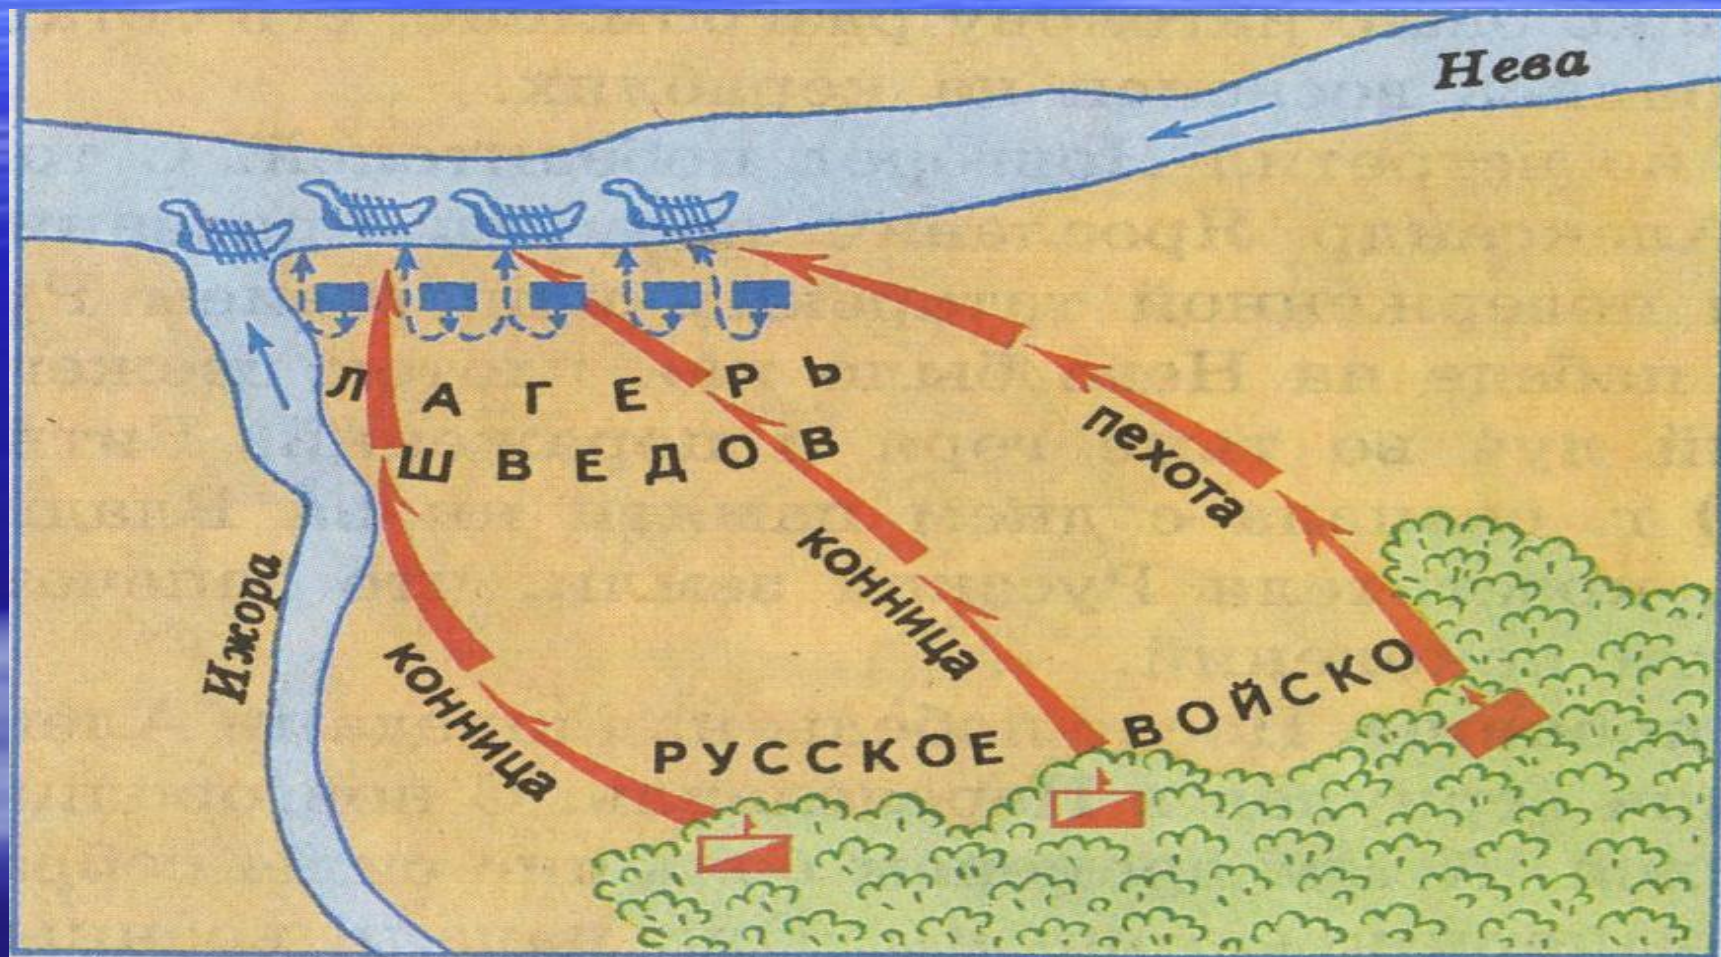 Нева
ЛАГЕРЬ
ШВЕДОВ
пехота
конница
Ижора
конница
РУССКОЕ ВОЙСКО